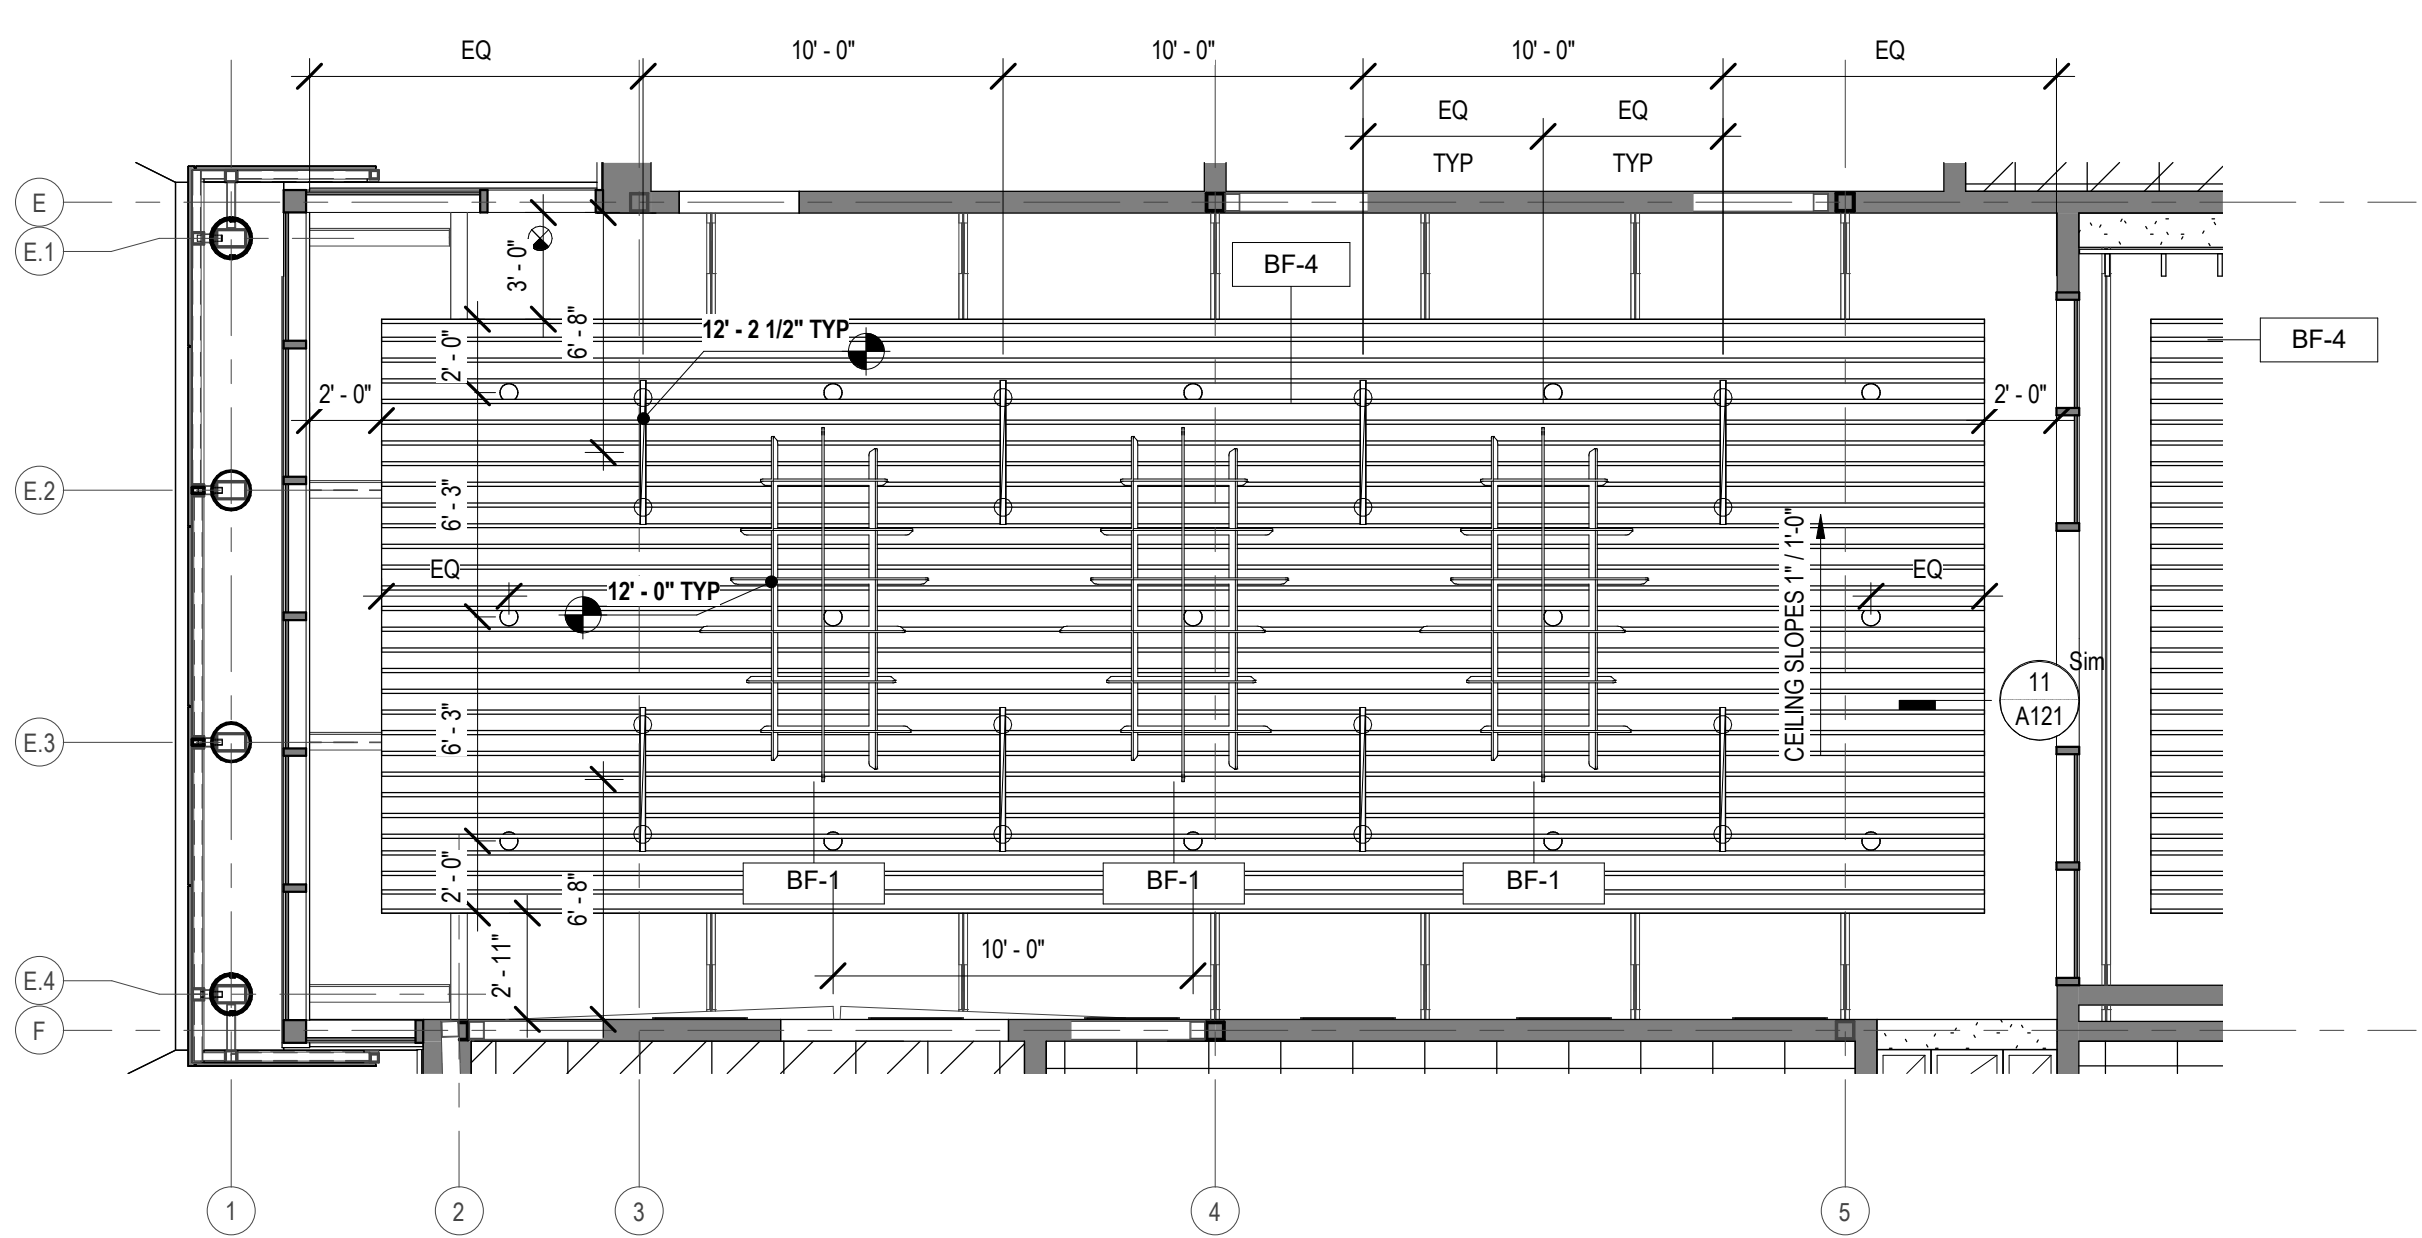 EQ
10' - 0"
10' - 0"
10' - 0"
EQ
EQ
EQ
TYP
TYP
E
E.1
3' - 0"
BF-4
6' - 8"
12' - 2 1/2" TYP
2' - 0"
BF-4
2' - 0"
2' - 0"
E.2
6' - 3"
CEILING SLOPES 1" / 1'-0"
EQ
12' - 0" TYP
EQ
Sim
11
A121
E.3
6' - 3"
2' - 0"
6' - 8"
BF-1
BF-1
BF-1
2' - 11"
10' - 0"
E.4
F
1
2
3
4
5